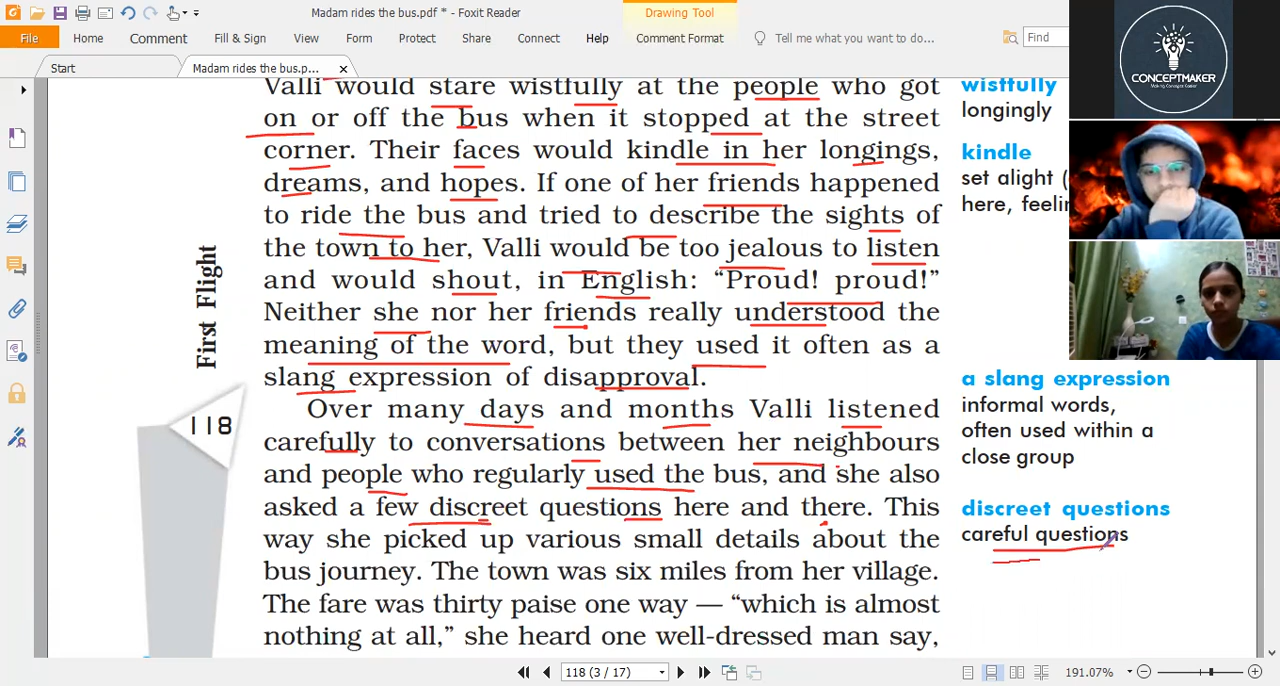 Madam rides the bus.pdf * - Foxit Reader
Drawing Tool
File Home Comment Fill & Sign View Form Protect Share Connect Help Comment Format Tell me what you want to do... Find
Start Madam rides the bus.p...
Valli would stare wistfully at the people who got
on or off the bus when it stopped at the street
corner. Their faces would kindle in her longings,
dreams, and hopes. If one of her friends happened
to ride the bus and tried to describe the sights of
the town to her, Valli would be too jealous to listen
and would shout, in English: “Proud! proud!”
Neither she nor her friends really understood the
meaning of the word, but they used it often as a
slang expression of disapproval.
Over many days and months Valli listened
carefully to conversations between her neighbours
and people who regularly used the bus, and she also
asked a few discreet questions here and there. This
way she picked up various small details about the
bus journey. The town was six miles from her village.
The fare was thirty paise one way — “which is almost
nothing at all,” she heard one well-dressed man say,
wistfully
longingly
kindle
set alight (
here, feelin
a slang expression
informal words,
often used within a
close group
discreet questions
careful questions
First Flight
118
CONCEPTMAKER
118 (3 / 17)
191.07%